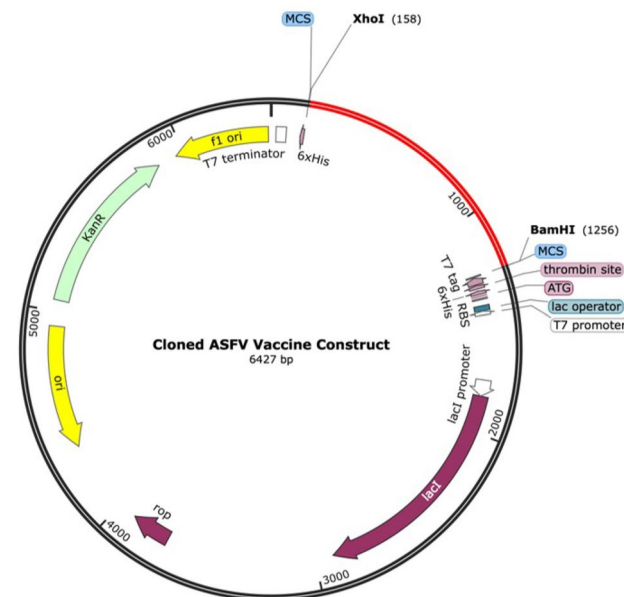 MCS
XhoI (158)
6000
f1 ori
T7 terminator
6xHis
KanR
1000
BamHI (1256)
MCS
thrombin site
ATG
lac operator
T7 promoter
T7 tag
6xHis
RBS
5000
Cloned ASFV Vaccine Construct
6427 bp
lacI promoter
ori
2000
lacI
rop
4000
3000